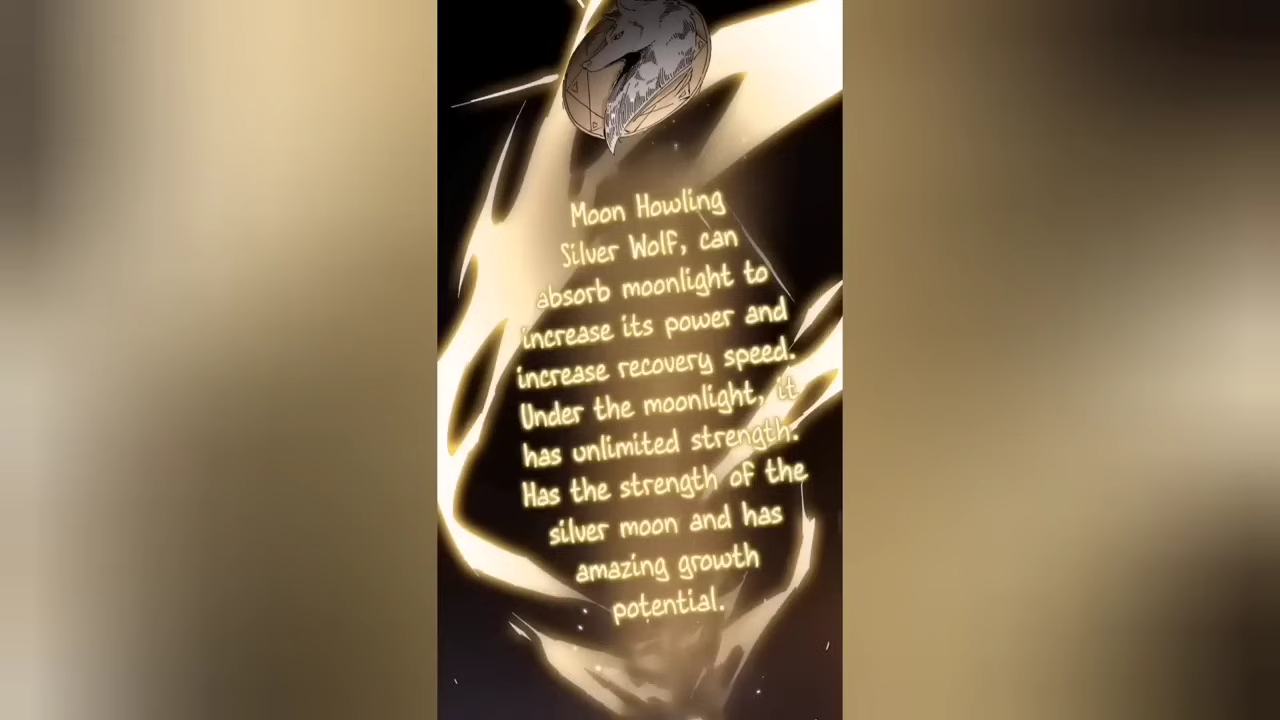 Moon Howling
Silver Wolf, can
absorb moonlight to
increase its power and
increase recovery speed.
Under the moonlight, it
has unlimited strength.
Has the strength of the
silver moon and has
amazing growth
potential.